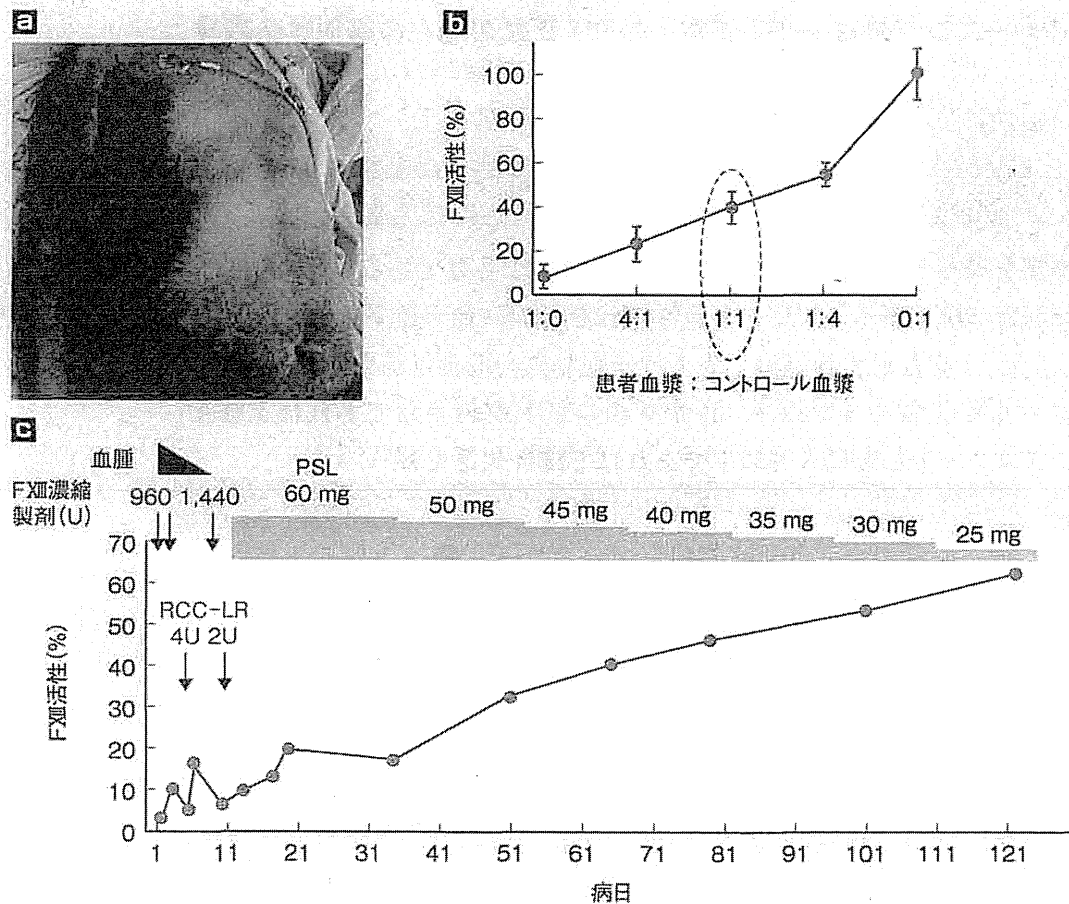 a
b
FXIII活性(%)
100
80
60
40
20
0
1:0 4:1 1:1 1:4 0:1
患者血漿：コントロール血漿
c
血腫
FXIII濃縮
製剤(U)
960 1,440
PSL
60 mg
50 mg
45 mg
40 mg
35 mg
30 mg
25 mg
RCC-LR
4U 2U
FXIII活性(%)
70
60
50
40
30
20
10
0
1 11 21 31 41 51 61 71 81 91 101 111 121
病日